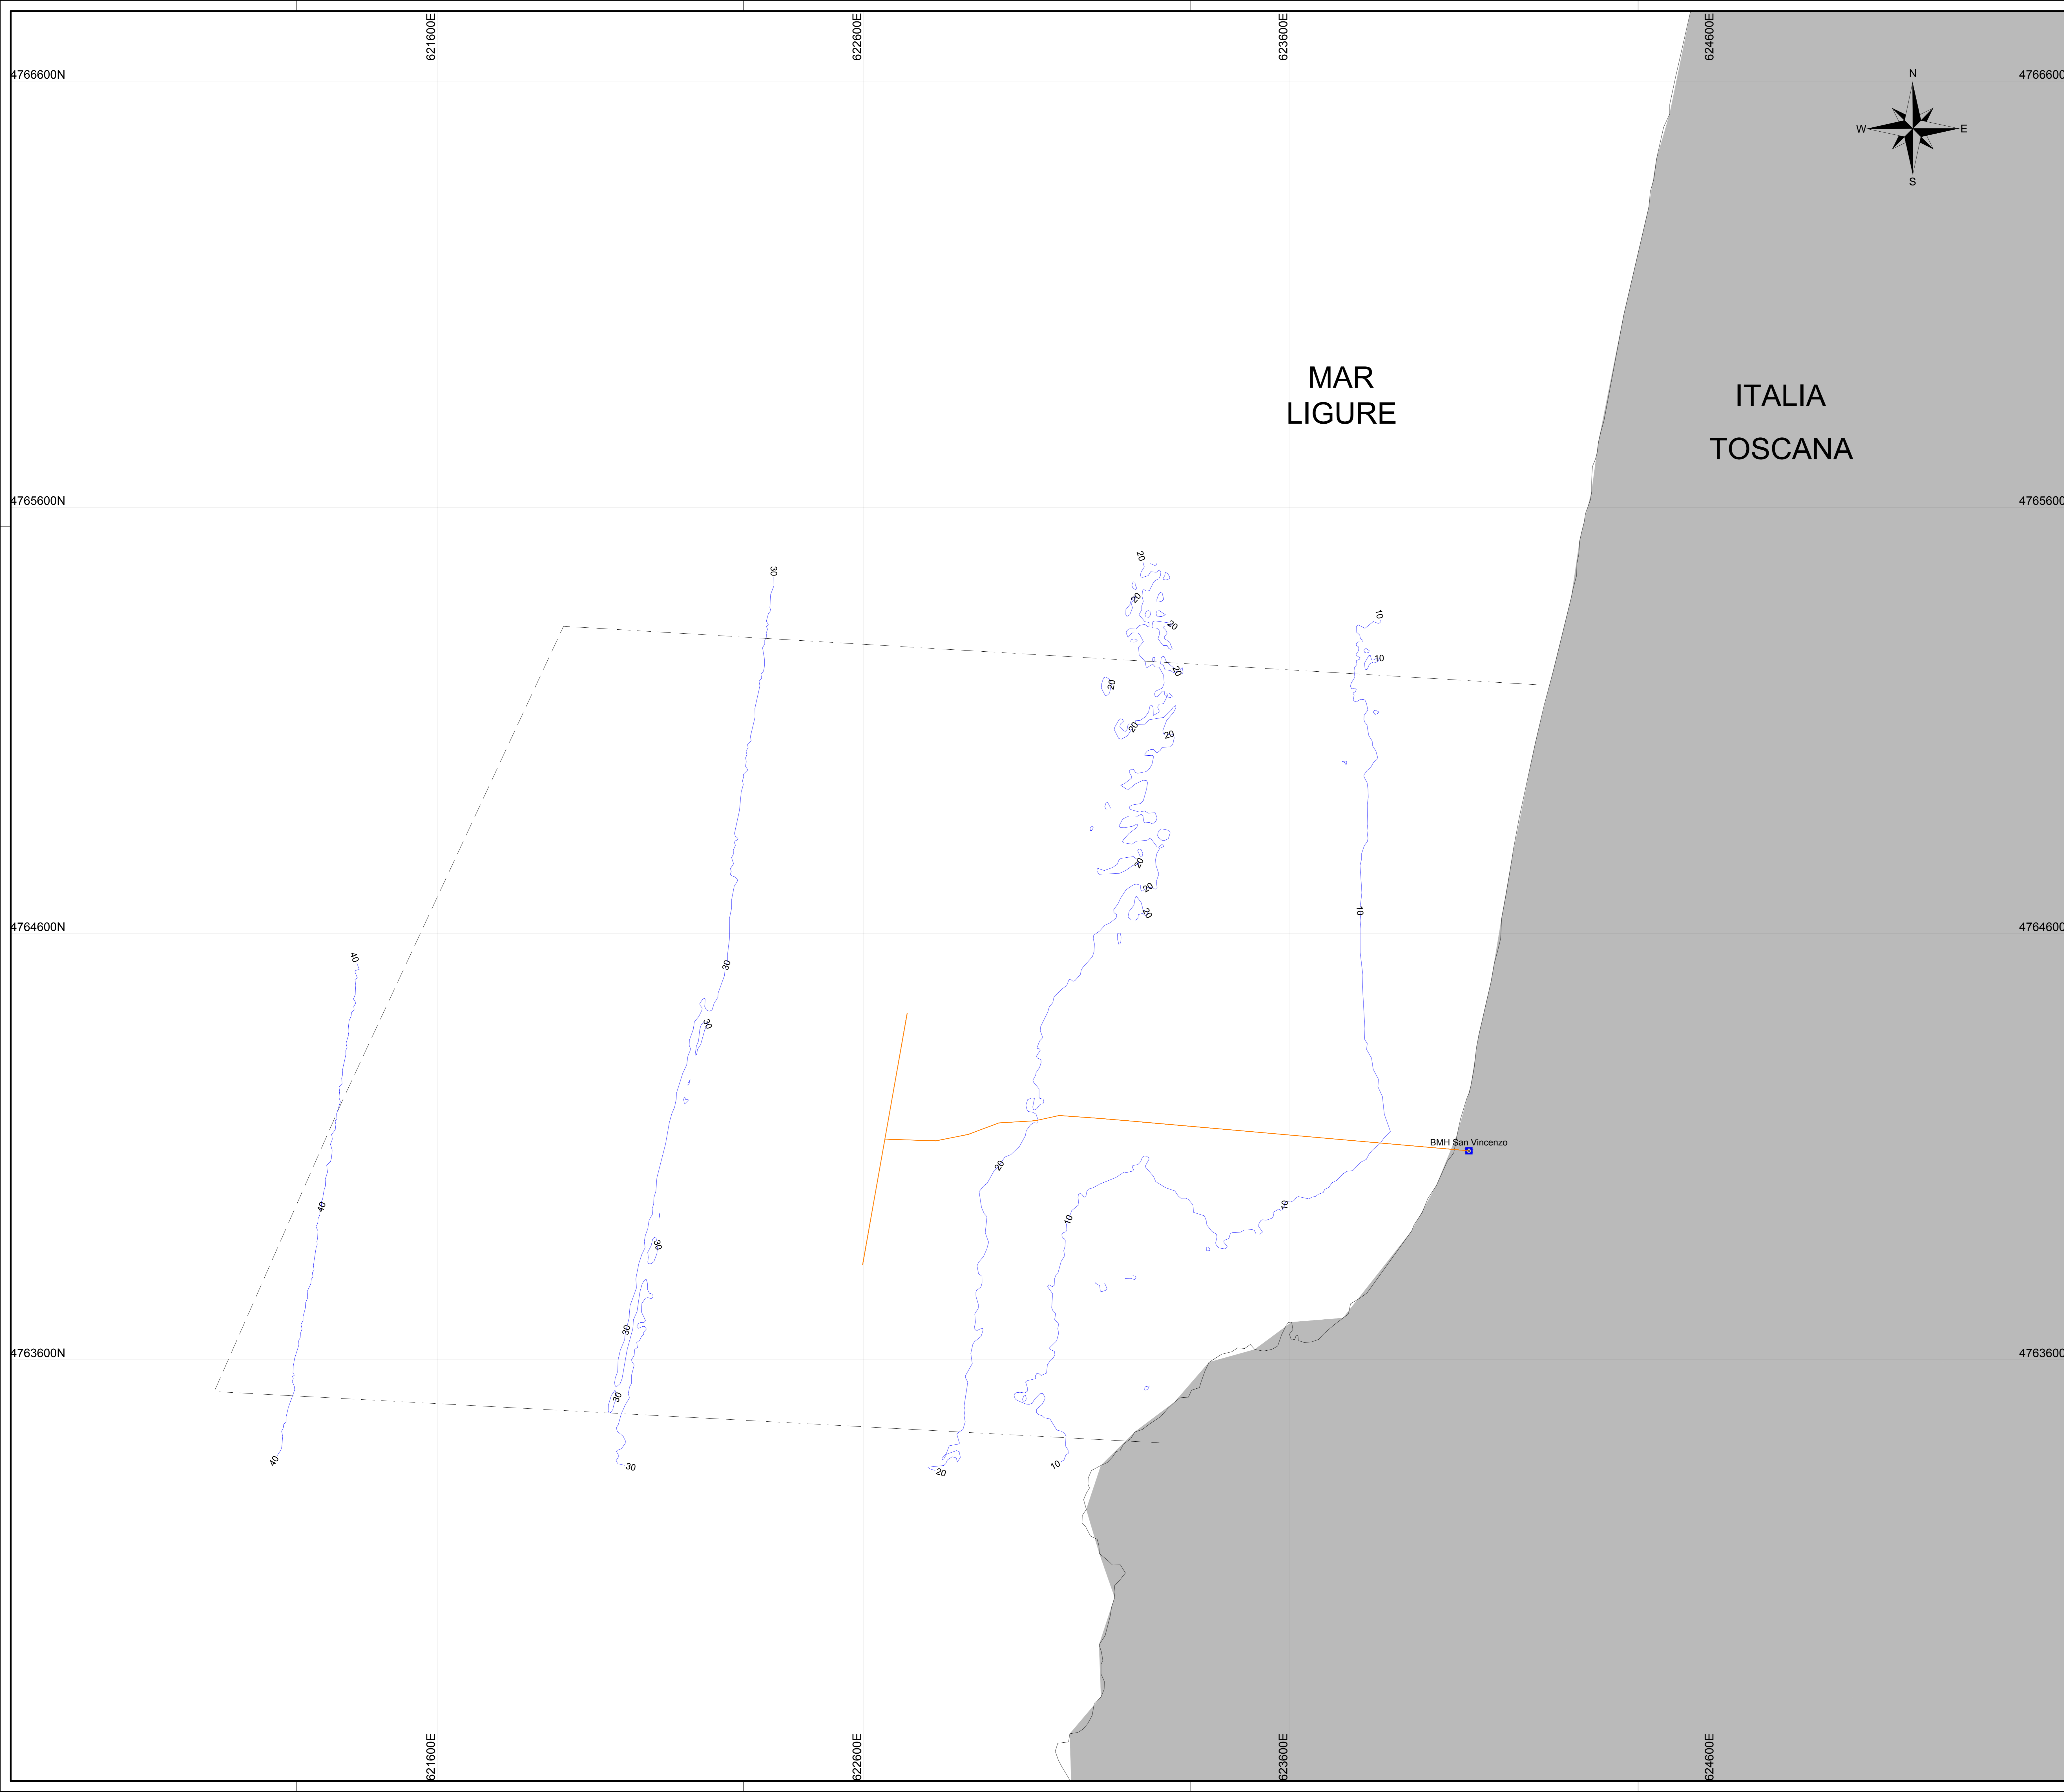 621600E
622600E
623600E
624600E
4766600N
4766600
N
W
E
S
MAR
LIGURE
ITALIA
TOSCANA
4765600N
4765600
20
30
20
10
20
10
20
20
20
20
20
20
10
20
4764600N
4764600
40
30
30
BMH San Vincenzo
20
40
10
10
30
30
4763600N
4763600
30
40
30
20
10
621600E
622600E
623600E
624600E